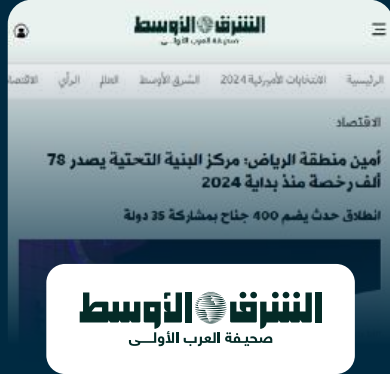 الشرق الأوسط
صحيفة العرب الأولى
الرئيسية الانتخابات الأميركية 2024 الشرق الأوسط العالم الرأي الاقتصاد
الاقتصاد
أمين منطقة الرياض: مركز البنية التحتية يصدر 78
ألف رخصة منذ بداية 2024
انطلاق حدث يضم 400 جناح بمشاركة 35 دولة
الشرق الأوسط
صحيفة العرب الأولى